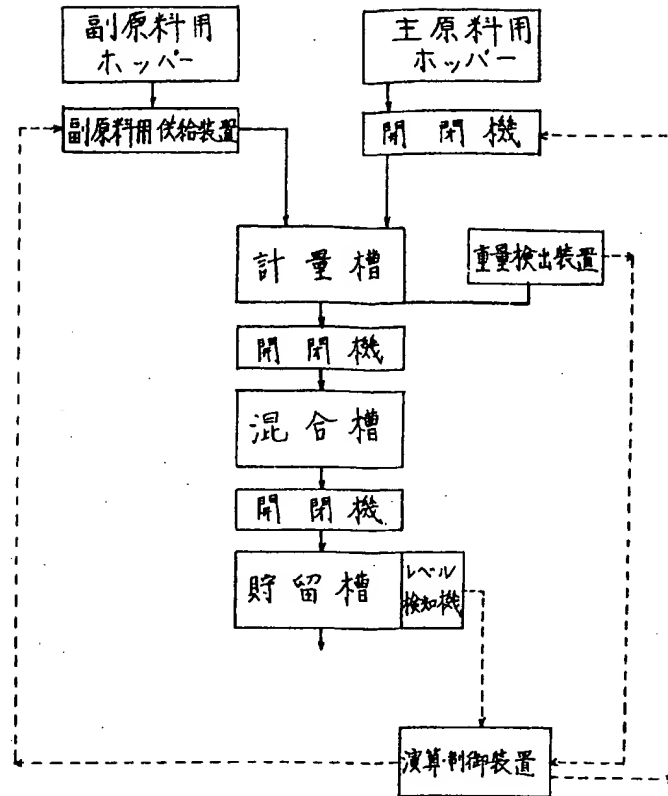 副原料用
ホッパー
主原料用
ホッパー
副原料用供給装置
開閉機
計量槽
重量検出装置
開閉機
混合槽
開閉機
貯留槽
レベル
検知機
演算・制御装置